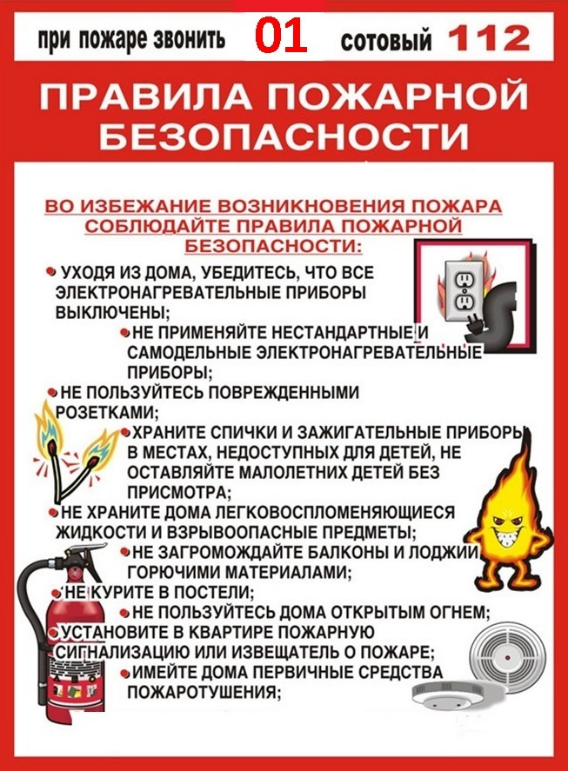 при пожаре звонить 01 сотовый 112
ПРАВИЛА ПОЖАРНОЙ
БЕЗОПАСНОСТИ
ВО ИЗБЕЖАНИЕ ВОЗНИКНОВЕНИЯ ПОЖАРА
СОБЛЮДАЙТЕ ПРАВИЛА ПОЖАРНОЙ
БЕЗОПАСНОСТИ:
УХОДЯ ИЗ ДОМА, УБЕДИТЕСЬ, ЧТО ВСЕ
ЭЛЕКТРОНАГРЕВАТЕЛЬНЫЕ ПРИБОРЫ
ВЫКЛЮЧЕНЫ;
НЕ ПРИМЕНЯЙТЕ НЕСТАНДАРТНЫЕ И
САМОДЕЛЬНЫЕ ЭЛЕКТРОНАГРЕВАТЕЛЬНЫЕ
ПРИБОРЫ;
НЕ ПОЛЬЗУЙТЕСЬ ПОВРЕЖДЕННЫМИ
РОЗЕТКАМИ;
ХРАНИТЕ СПИЧКИ И ЗАЖИГАТЕЛЬНЫЕ ПРИБОРЫ
В МЕСТАХ, НЕДОСТУПНЫХ ДЛЯ ДЕТЕЙ, НЕ
ОСТАВЛЯЙТЕ МАЛОЛЕТНИХ ДЕТЕЙ БЕЗ
ПРИСМОТРА;
НЕ ХРАНИТЕ ДОМА ЛЕГКОВОСПЛОМЕНЯЮЩИЕСЯ
ЖИДКОСТИ И ВЗРЫВООПАСНЫЕ ПРЕДМЕТЫ;
НЕ ЗАГРОМОЖДАЙТЕ БАЛКОНЫ И ЛОДЖИИ
ГОРЮЧИМИ МАТЕРИАЛАМИ;
НЕ КУРИТЕ В ПОСТЕЛИ;
НЕ ПОЛЬЗУЙТЕСЬ ДОМА ОТКРЫТЫМ ОГНЕМ;
УСТАНОВИТЕ В КВАРТИРЕ ПОЖАРНУЮ
СИГНАЛИЗАЦИЮ ИЛИ ИЗВЕЩАТЕЛЬ О ПОЖАРЕ;
ИМЕЙТЕ ДОМА ПЕРВИЧНЫЕ СРЕДСТВА
ПОЖАРОТУШЕНИЯ;